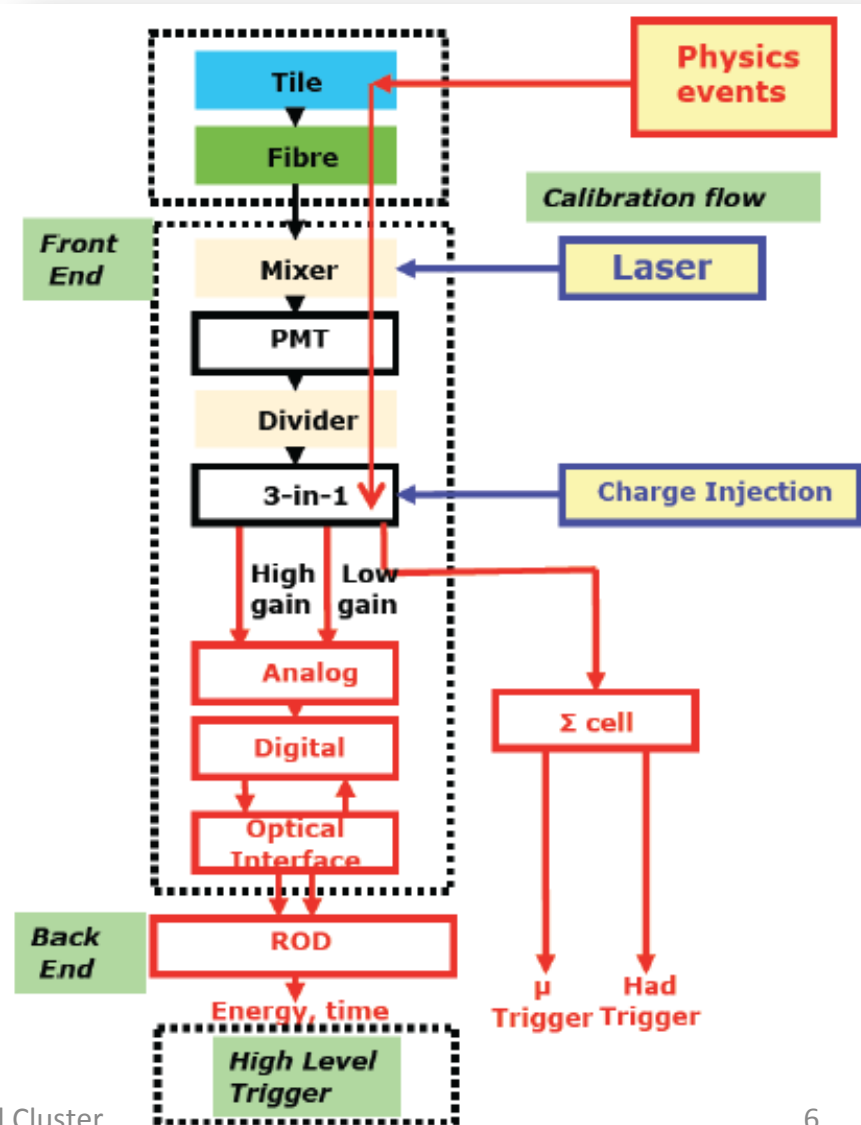 Tile
Physics
events
Fibre
Calibration flow
Front
End
Mixer
Laser
PMT
Divider
3-in-1
Charge Injection
High
gain
Low
gain
Analog
Σ cell
Digital
Optical
Interface
Back
End
ROD
Energy, time
μ
Trigger
Had
Trigger
High Level
Trigger
Cluster
6